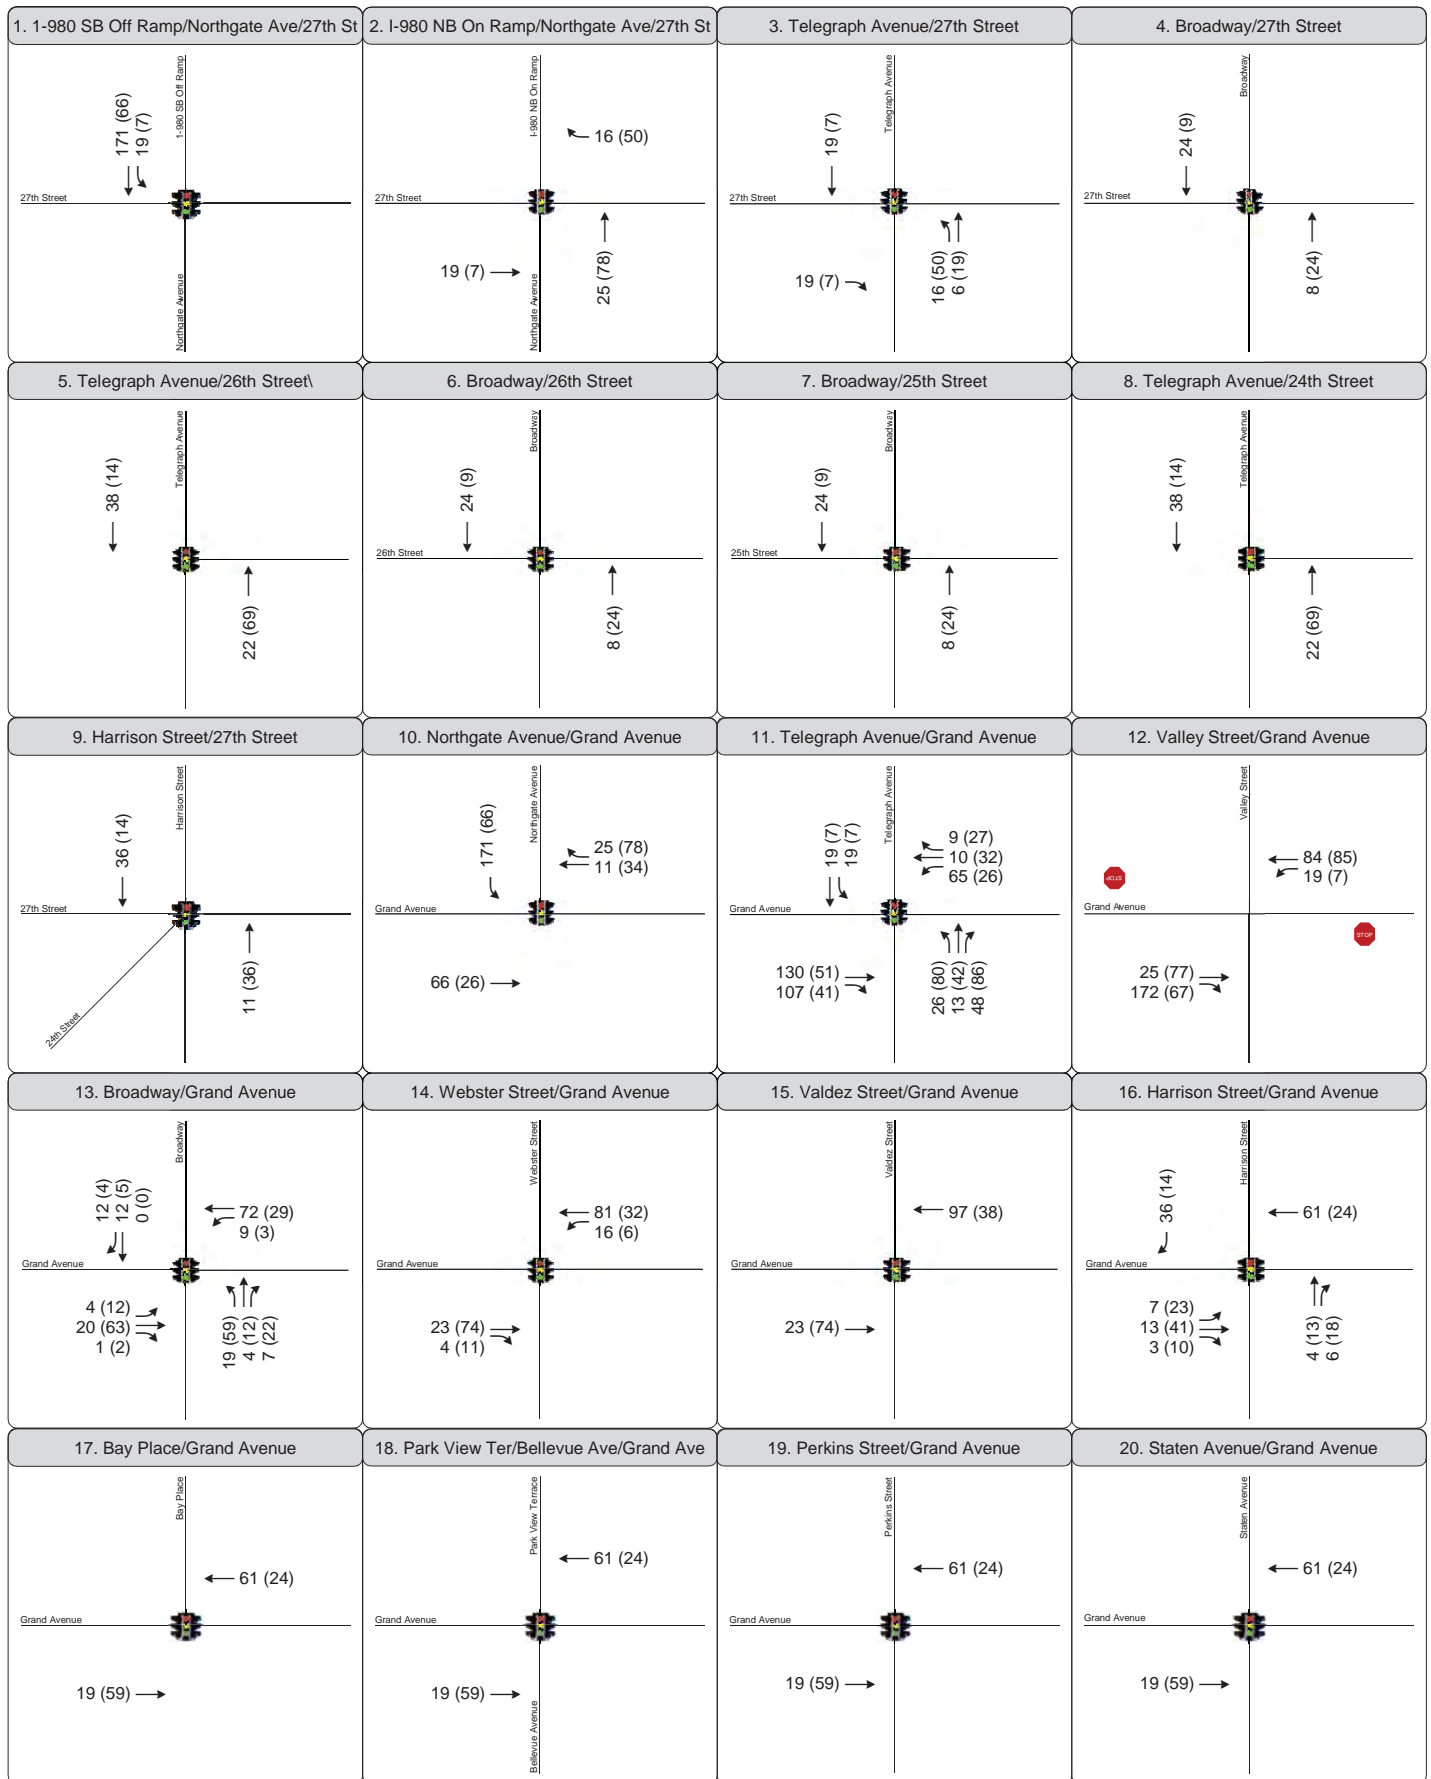 1. 1-980 SB Off Ramp/Northgate Ave/27th St
1-980 SB Off Ramp
171 (66)
19 (7)
27th Street
Northgate Avenue
2. I-980 NB On Ramp/Northgate Ave/27th St
I-980 NB On Ramp
16 (50)
27th Street
19 (7)
25 (78)
Northgate Avenue
3. Telegraph Avenue/27th Street
Telegraph Avenue
19 (7)
27th Street
19 (7)
16 (50)
6 (19)
4. Broadway/27th Street
Broadway
24 (9)
27th Street
8 (24)
5. Telegraph Avenue/26th Street\
Telegraph Avenue
38 (14)
22 (69)
6. Broadway/26th Street
Broadway
24 (9)
26th Street
8 (24)
7. Broadway/25th Street
Broadway
24 (9)
25th Street
8 (24)
8. Telegraph Avenue/24th Street
Telegraph Avenue
38 (14)
22 (69)
9. Harrison Street/27th Street
Harrison Street
36 (14)
27th Street
11 (36)
24th Street
10. Northgate Avenue/Grand Avenue
Northgate Avenue
171 (66)
25 (78)
11 (34)
Grand Avenue
66 (26)
11. Telegraph Avenue/Grand Avenue
Telegraph Avenue
19 (7)
19 (7)
9 (27)
10 (32)
65 (26)
Grand Avenue
130 (51)
107 (41)
26 (80)
13 (42)
48 (86)
12. Valley Street/Grand Avenue
Valley Street
84 (85)
19 (7)
STOP
Grand Avenue
STOP
25 (77)
172 (67)
13. Broadway/Grand Avenue
Broadway
12 (4)
12 (5)
0 (0)
72 (29)
9 (3)
Grand Avenue
4 (12)
20 (63)
1 (2)
19 (59)
4 (12)
7 (22)
14. Webster Street/Grand Avenue
Webster Street
81 (32)
16 (6)
Grand Avenue
23 (74)
4 (11)
15. Valdez Street/Grand Avenue
Valdez Street
97 (38)
Grand Avenue
23 (74)
16. Harrison Street/Grand Avenue
Harrison Street
36 (14)
61 (24)
Grand Avenue
7 (23)
13 (41)
3 (10)
4 (13)
6 (18)
17. Bay Place/Grand Avenue
Bay Place
61 (24)
Grand Avenue
19 (59)
18. Park View Ter/Bellevue Ave/Grand Ave
Park View Terrace
61 (24)
Grand Avenue
19 (59)
Bellevue Avenue
19. Perkins Street/Grand Avenue
Perkins Street
61 (24)
Grand Avenue
19 (59)
20. Staten Avenue/Grand Avenue
Staten Avenue
61 (24)
Grand Avenue
19 (59)